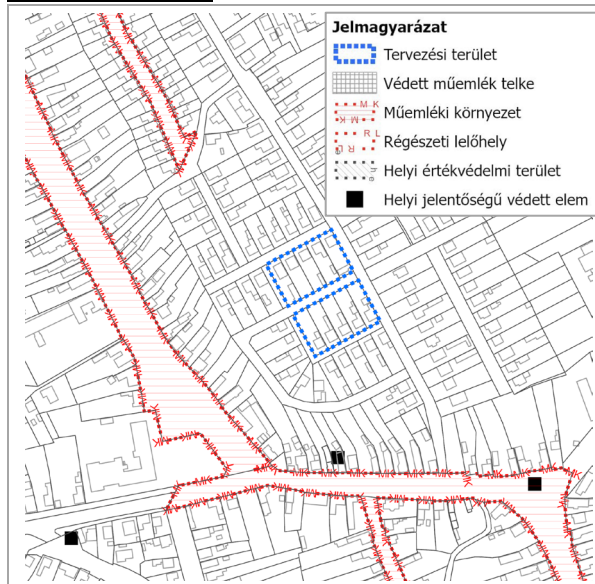 Jelmagyarázat
Tervezési terület
Védett műemlék telke
Műemléki környezet
Régészeti lelőhely
Helyi értékvédelmi terület
Helyi jelentőségű védett elem